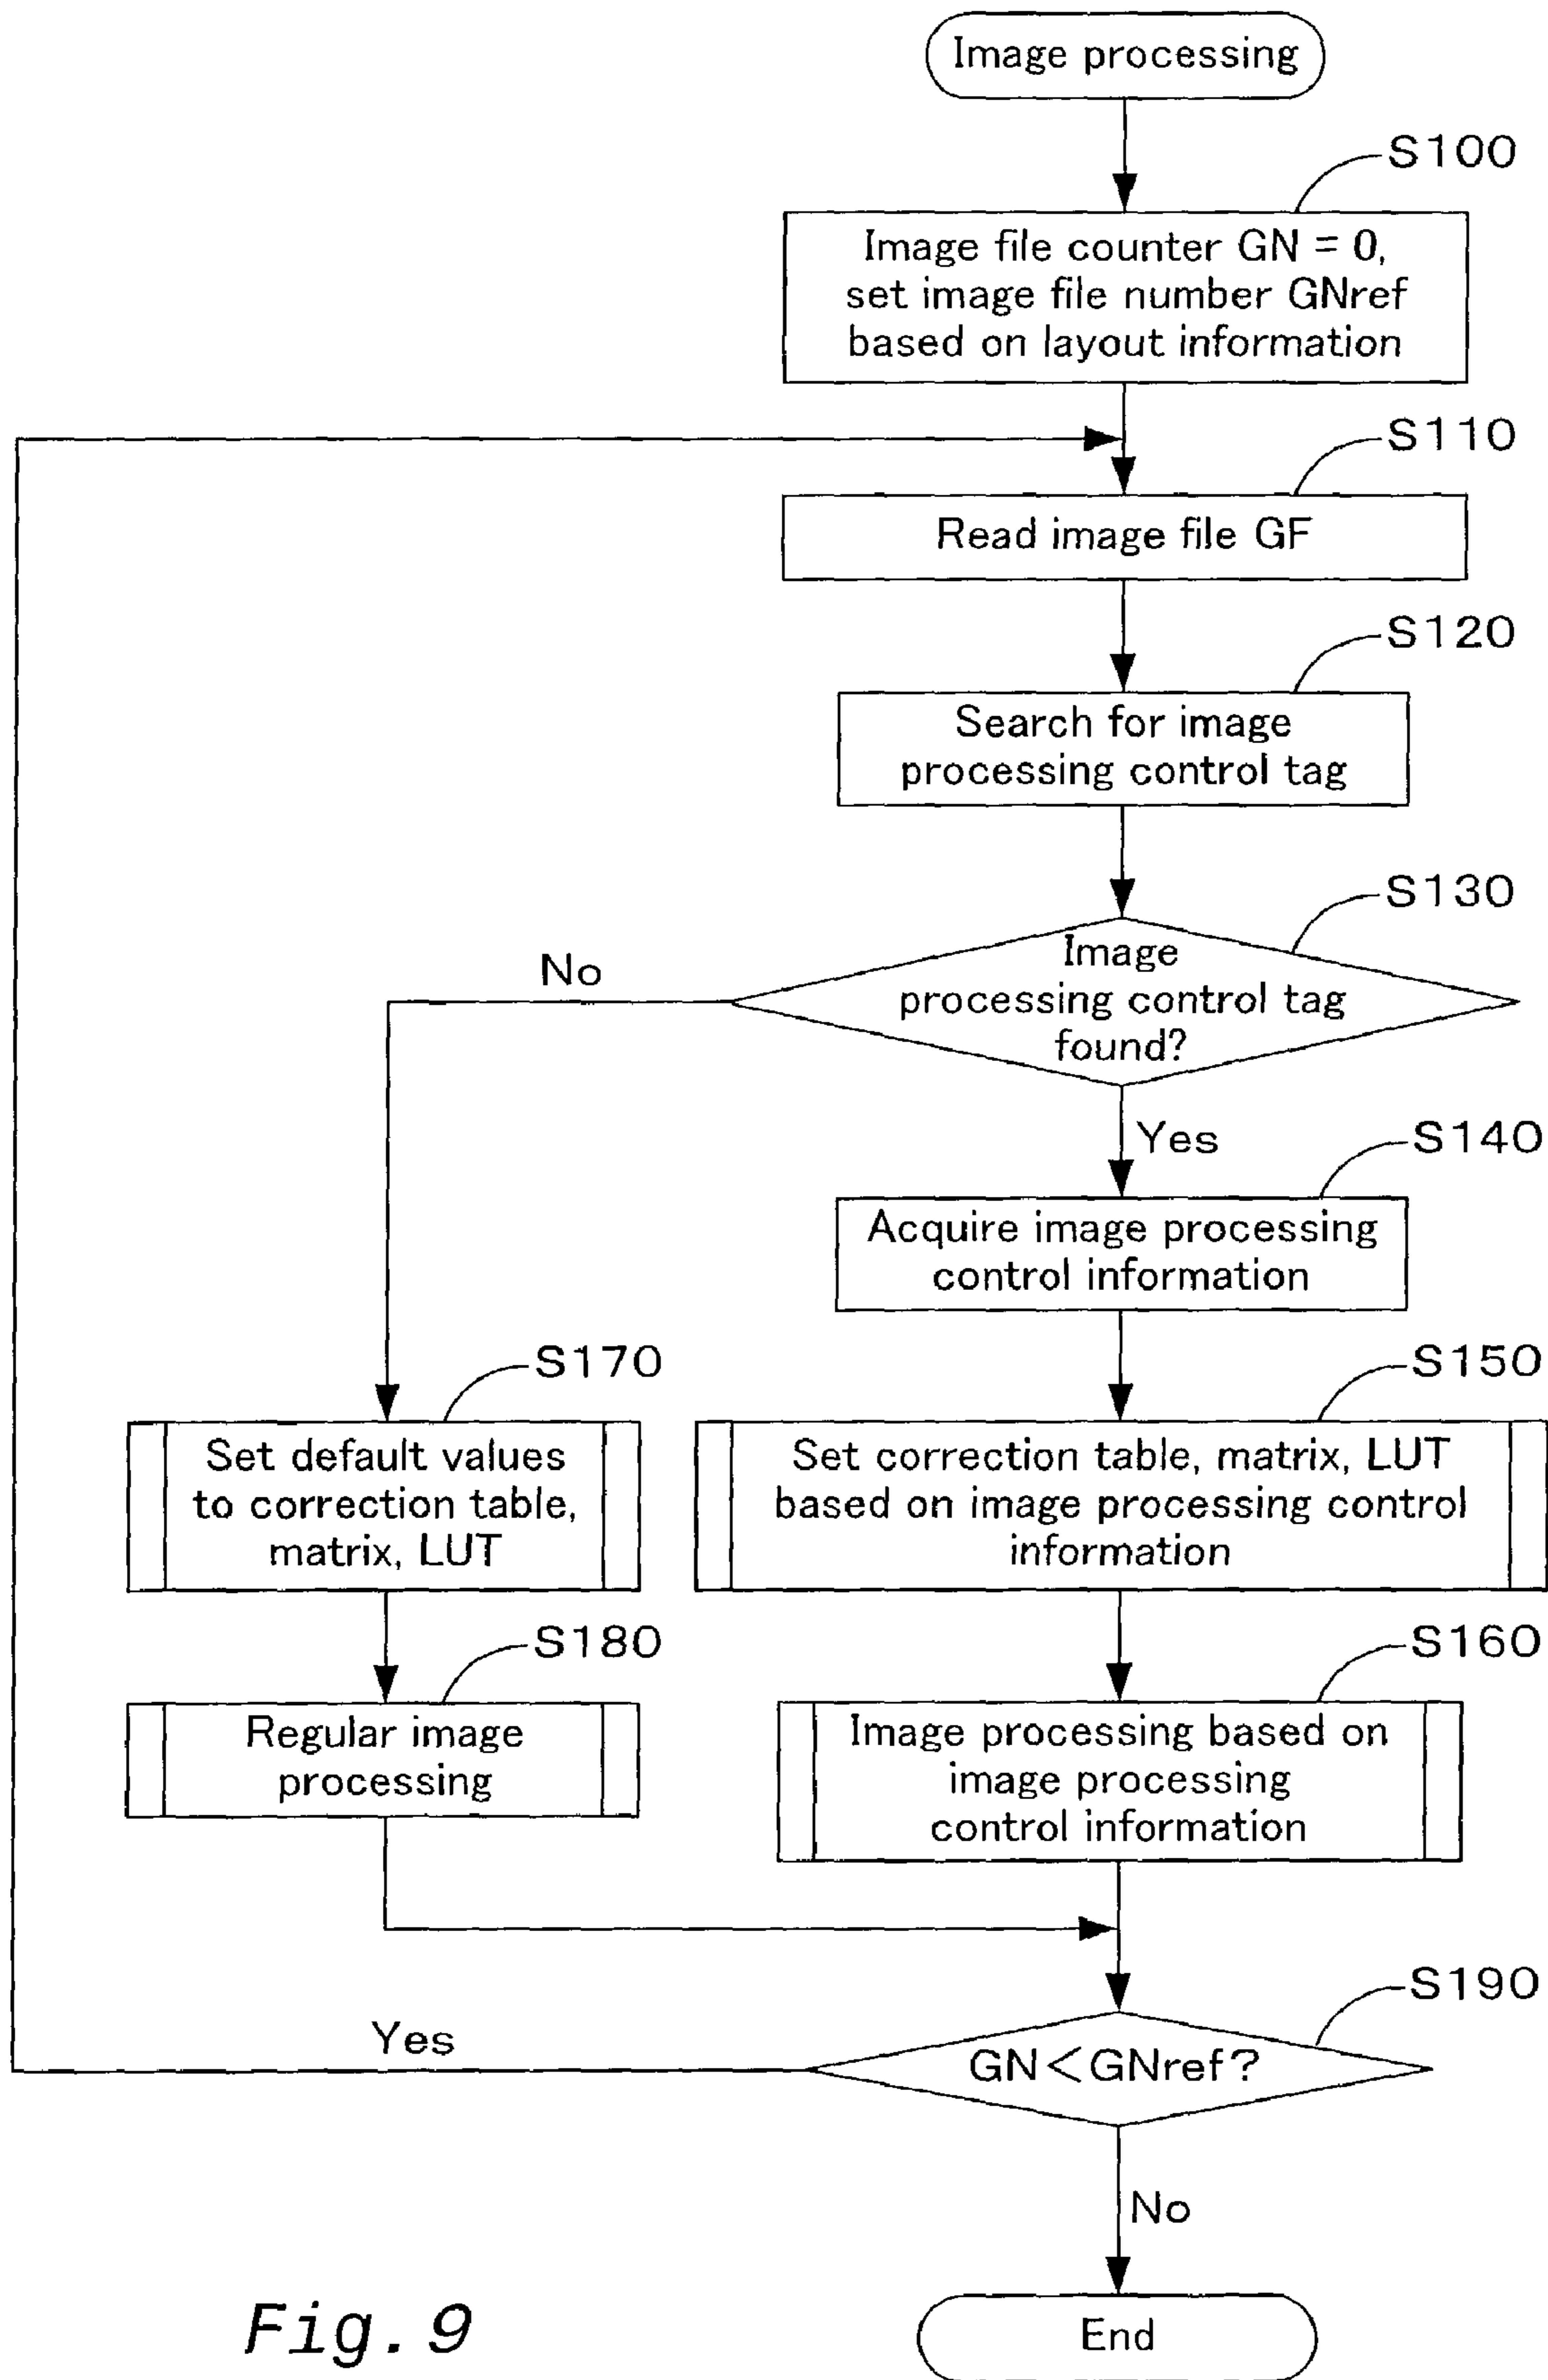 Image processing
S100
Image file counter GN = 0,
set image file number GNref
based on layout information
S110
Read image file GF
S120
Search for image
processing control tag
S130
Image
processing control tag
found?
No
Yes
S140
Acquire image processing
control information
S170
Set default values
to correction table,
matrix, LUT
S150
Set correction table, matrix, LUT
based on image processing control
information
S180
Regular image
processing
S160
Image processing based on
image processing
control information
S190
GN<GNref?
Yes
No
End
Fig. 9